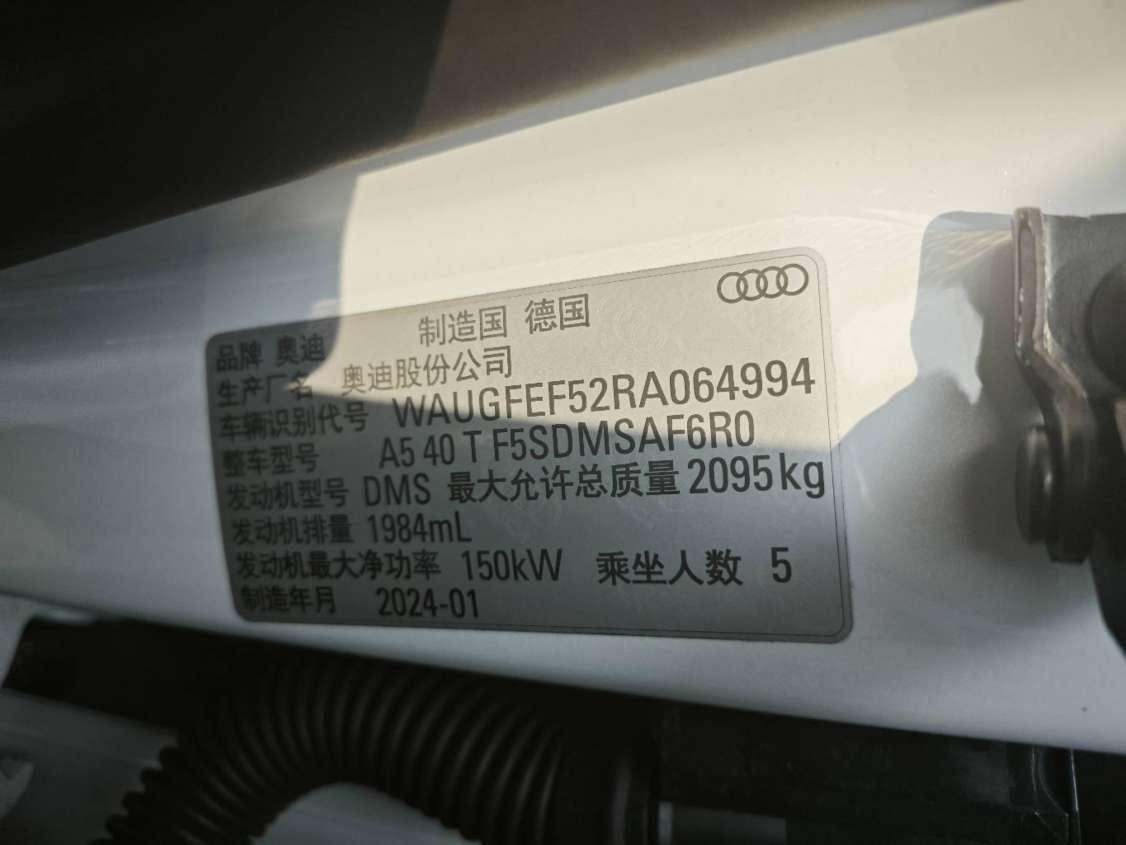 品牌 奥迪 制造国 德国
生产厂名 奥迪股份公司
车辆识别代号 WAUGFEF52RA064994
整车型号 A5 40 T F5SDMSAF6R0
发动机型号 DMS 最大允许总质量 2095kg
发动机排量 1984mL
发动机最大净功率 150kW 乘坐人数 5
制造年月 2024-01